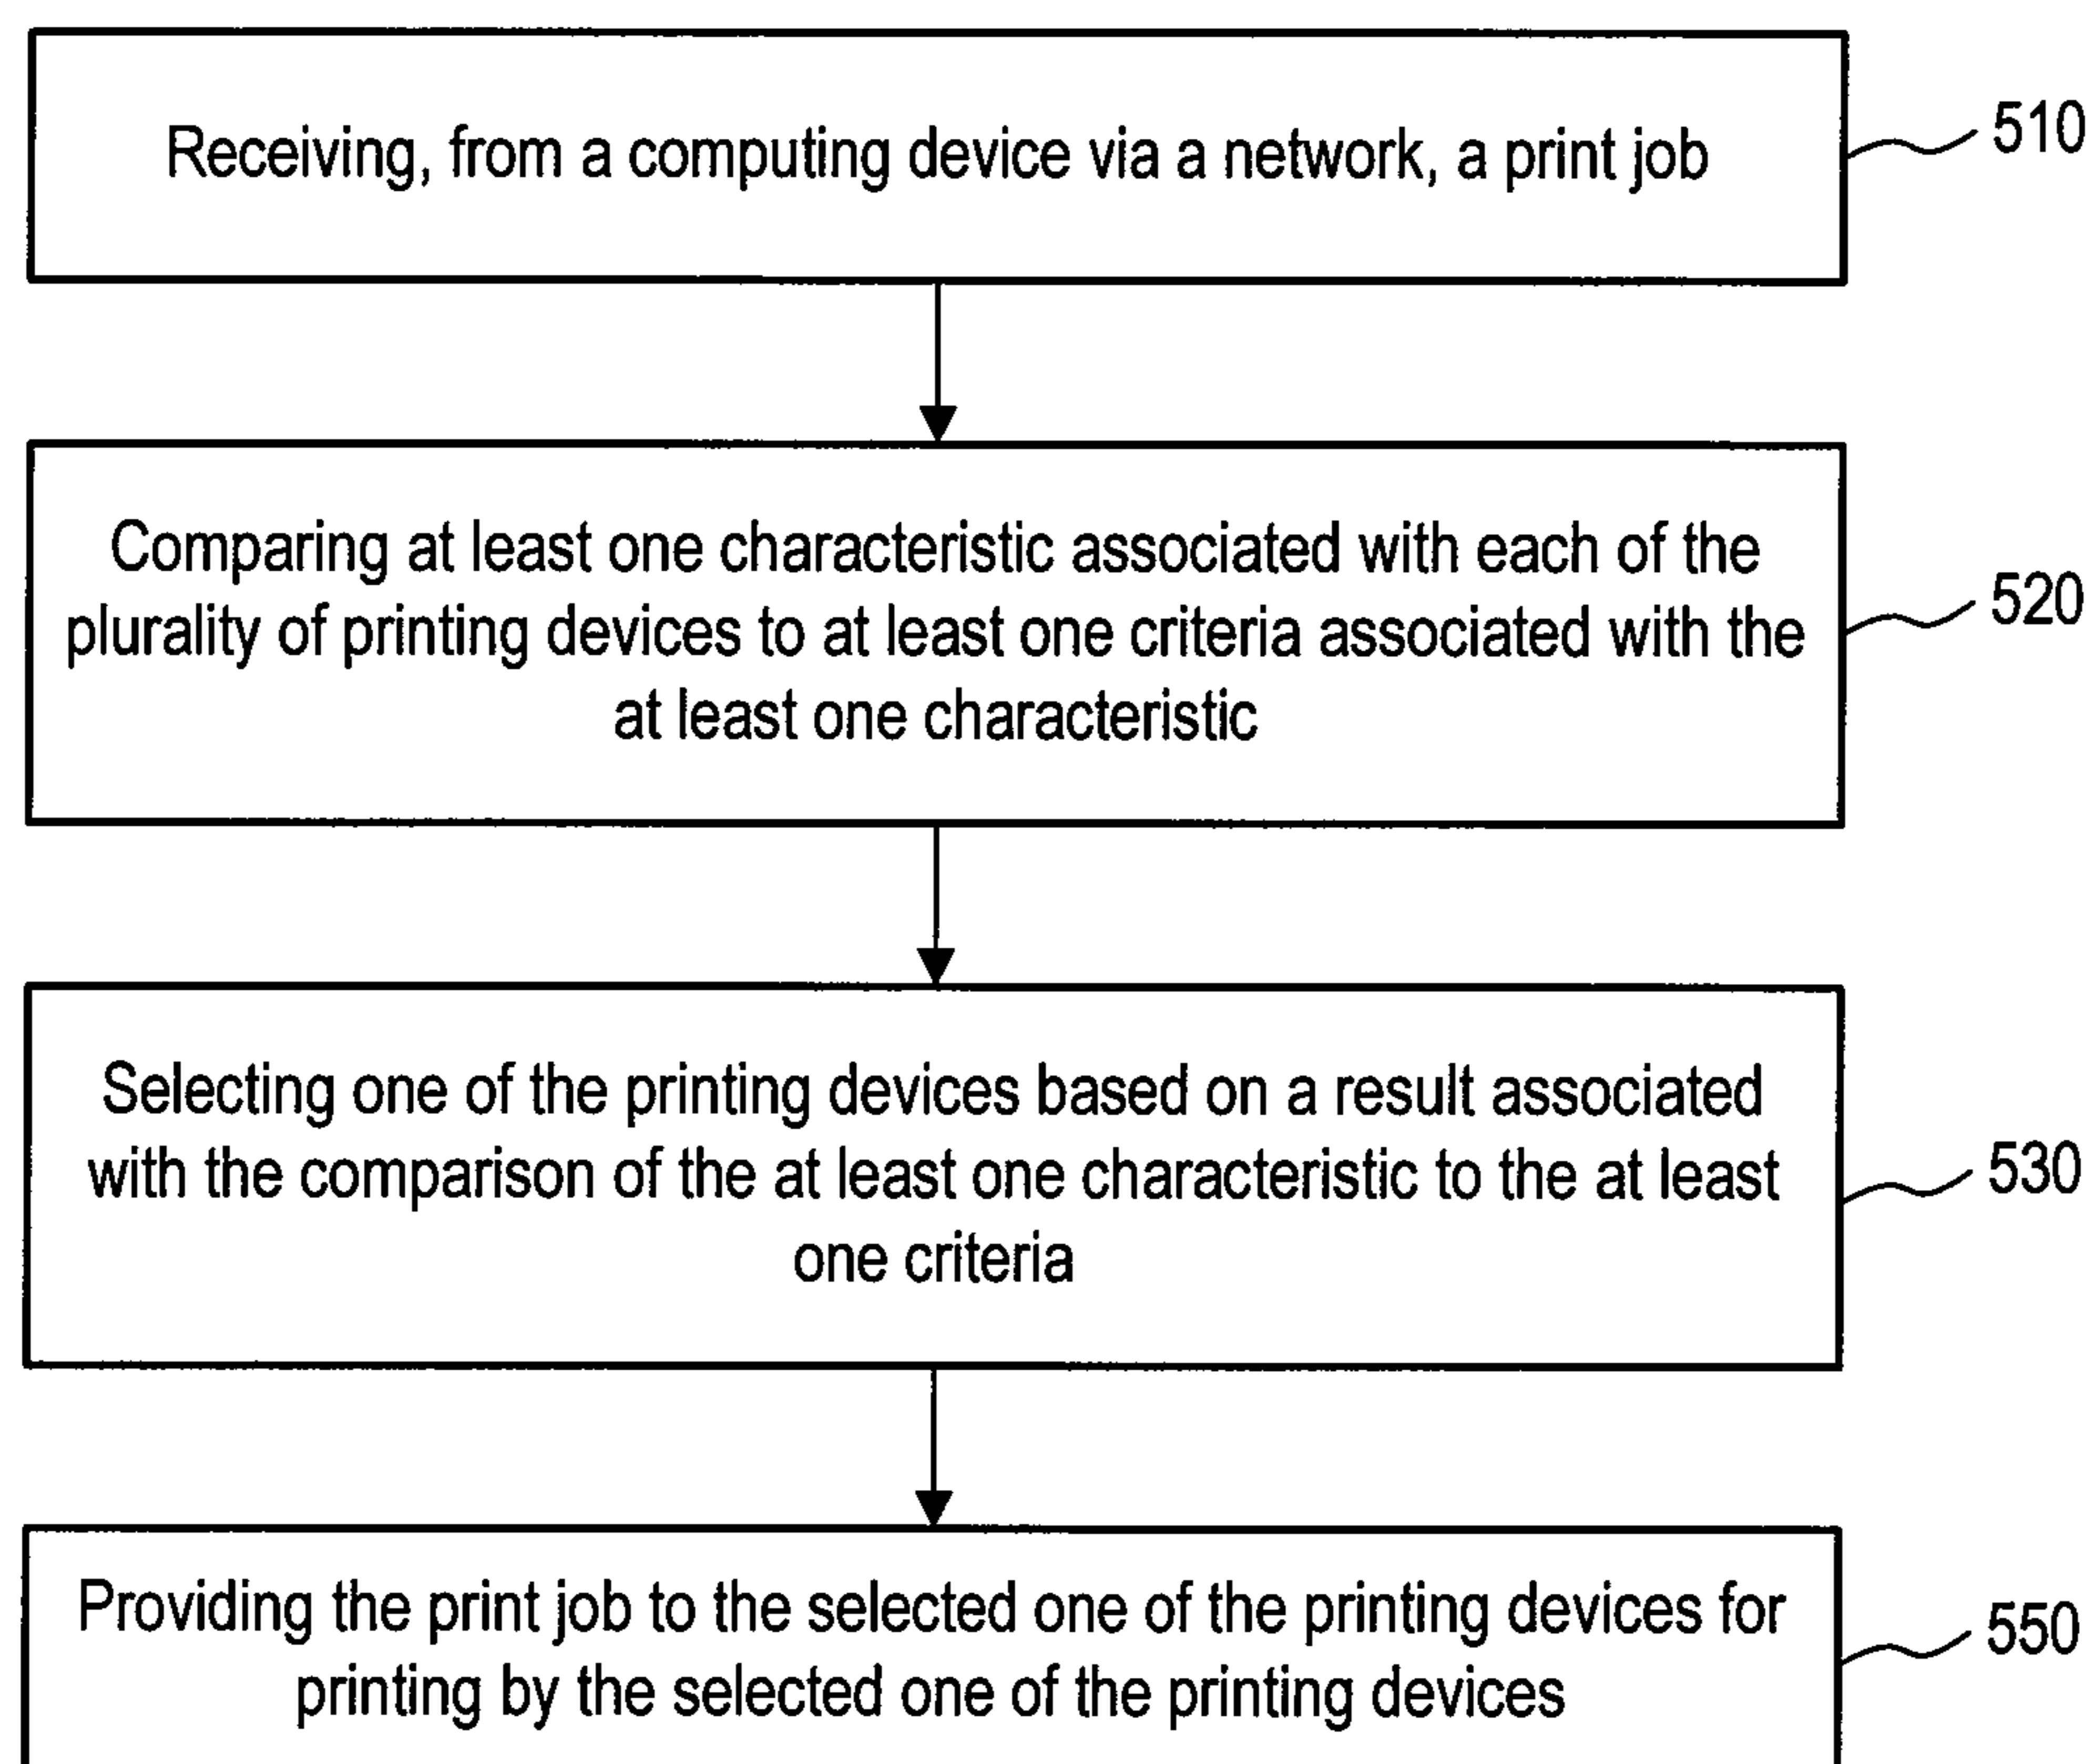 Receiving, from a computing device via a network, a print job
510
Comparing at least one characteristic associated with each of the
plurality of printing devices to at least one criteria associated with the
at least one characteristic
520
Selecting one of the printing devices based on a result associated
with the comparison of the at least one characteristic to the at least
one criteria
530
Providing the print job to the selected one of the printing devices for
printing by the selected one of the printing devices
550